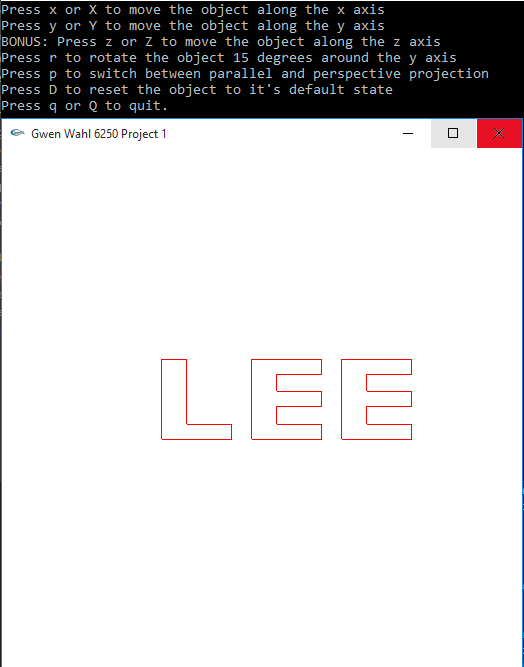 Press x or X to move the object along the x axis
Press y or Y to move the object along the y axis
BONUS: Press z or Z to move the object along the z axis
Press r to rotate the object 15 degrees around the y axis
Press p to switch between parallel and perspective projection
Press D to reset the object to it's default state
Press q or Q to quit.
Gwen Wahl 6250 Project 1
LEE